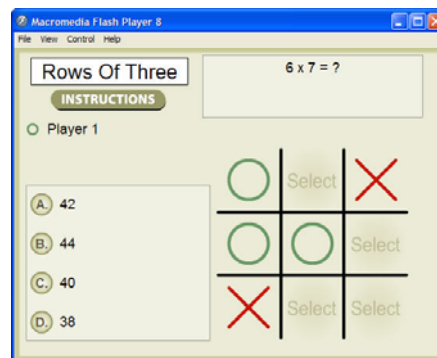 Macromedia Flash Player 8
File View Control Help
Rows Of Three
6 x 7 = ?
INSTRUCTIONS
Player 1
Select
A. 42
B. 44
Select
C. 40
D. 38
Select Select